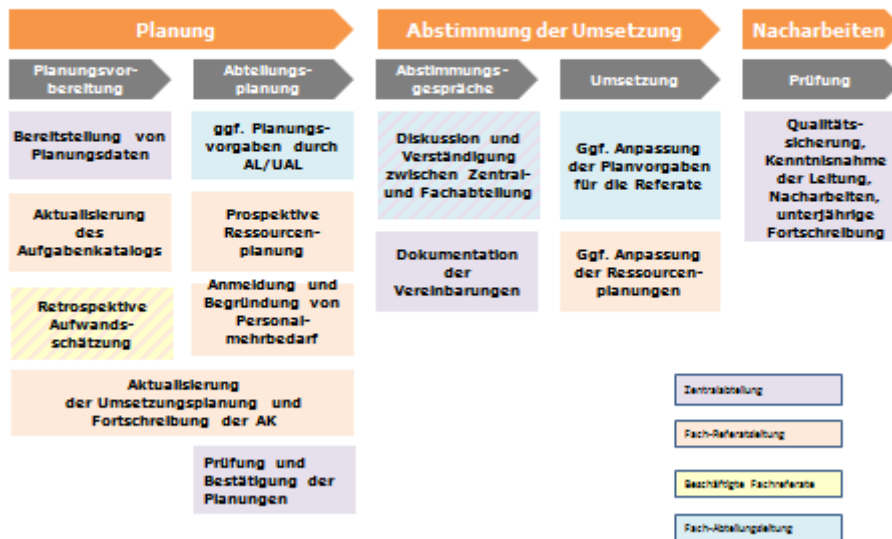 Planung
Abstimmung der Umsetzung
Nacharbeiten
Planungsvor-
bereitung
Abteilungs-
planung
Abstimmungs-
gespräche
Umsetzung
Prüfung
Bereitstellung von
Planungsdaten
Aktualisierung
des
Aufgabenkatalogs
Retrospektive
Aufwands-
schätzung
ggf. Planungs-
vorgaben durch
AL/UAL
Prospektive
Ressourcen-
planung
Anmeldung und
Begründung von
Personal-
mehrbedarf
Aktualisierung
der Umsetzungsplanung und
Fortschreibung der AK
Prüfung und
Bestätigung der
Planungen
Diskussion und
Verständigung
zwischen Zentral-
und Fachabteilung
Dokumentation
der
Vereinbarungen
Ggf. Anpassung
der Planvorgaben
für die Referate
Ggf. Anpassung
der Ressourcen-
planungen
Qualitäts-
sicherung,
Kenntnisnahme
der Leitung,
Nacharbeiten,
unterjährige
Fortschreibung
Zentralabteilung
Fach-Referatsleitung
Beschäftigte Fachreferate
Fach-Abteilungsleitung